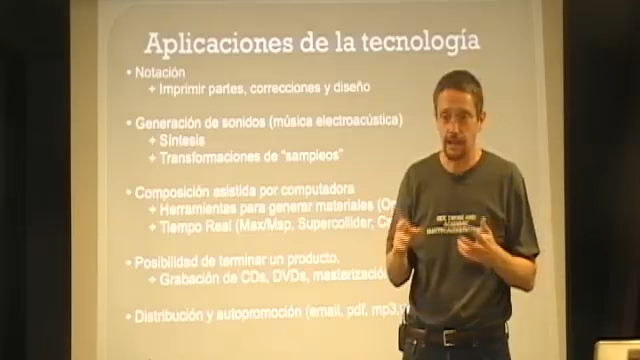 Aplicaciones de la tecnología
• Notación
+ Imprimir partes, correcciones y diseño
• Generación de sonidos (música electroacústica)
+ Síntesis
+ Transformaciones de "sampleos"
• Composición asistida por computadora
+ Herramientas para generar materiales
+ Tiempo Real (Max/Msp, Supercollider,
• Posibilidad de terminar un producto.
+ Grabación de CDs, DVDs, masterización
• Distribución y autopromoción (email, pdf, mp3,